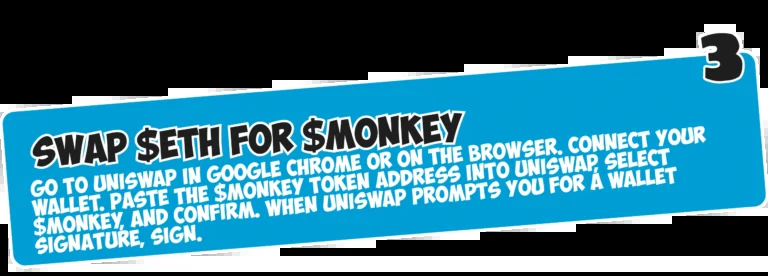 3
SWAP $ETH FOR $MONKEY
GO TO UNISWAP IN GOOGLE CHROME OR ON THE BROWSER. CONNECT YOUR
WALLET. PASTE THE $MONKEY TOKEN ADDRESS INTO UNISWAP, SELECT
$MONKEY, AND CONFIRM. WHEN UNISWAP PROMPTS YOU FOR A WALLET
SIGNATURE, SIGN.